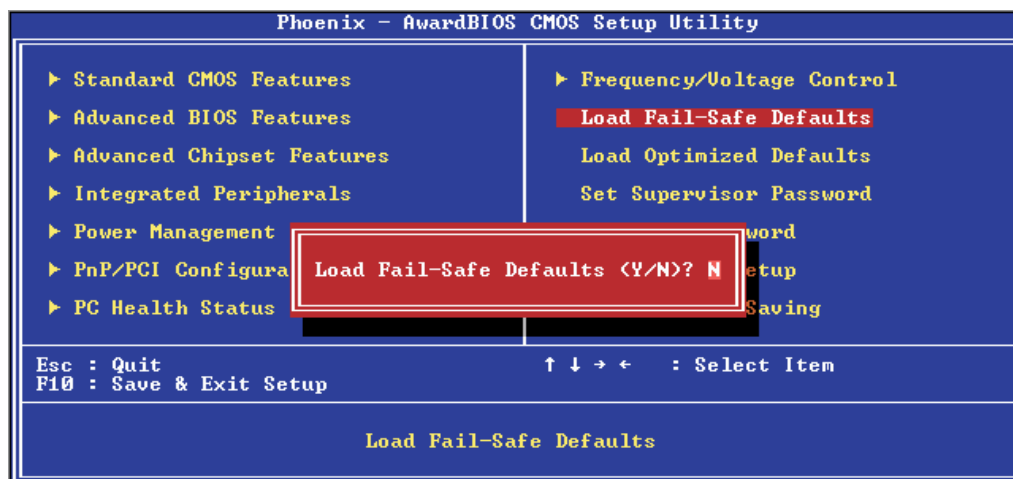 Phoenix - AwardBIOS CMOS Setup Utility
▶ Standard CMOS Features
▶ Advanced BIOS Features
▶ Advanced Chipset Features
▶ Integrated Peripherals
▶ Power Management
▶ PnP/PCI Configura
▶ PC Health Status
▶ Frequency/Voltage Control
Load Fail-Safe Defaults
Load Optimized Defaults
Set Supervisor Password
word
etup
Saving
Load Fail-Safe Defaults (Y/N)? N
Esc : Quit
F10 : Save & Exit Setup
↑ ↓ → ← : Select Item
Load Fail-Safe Defaults